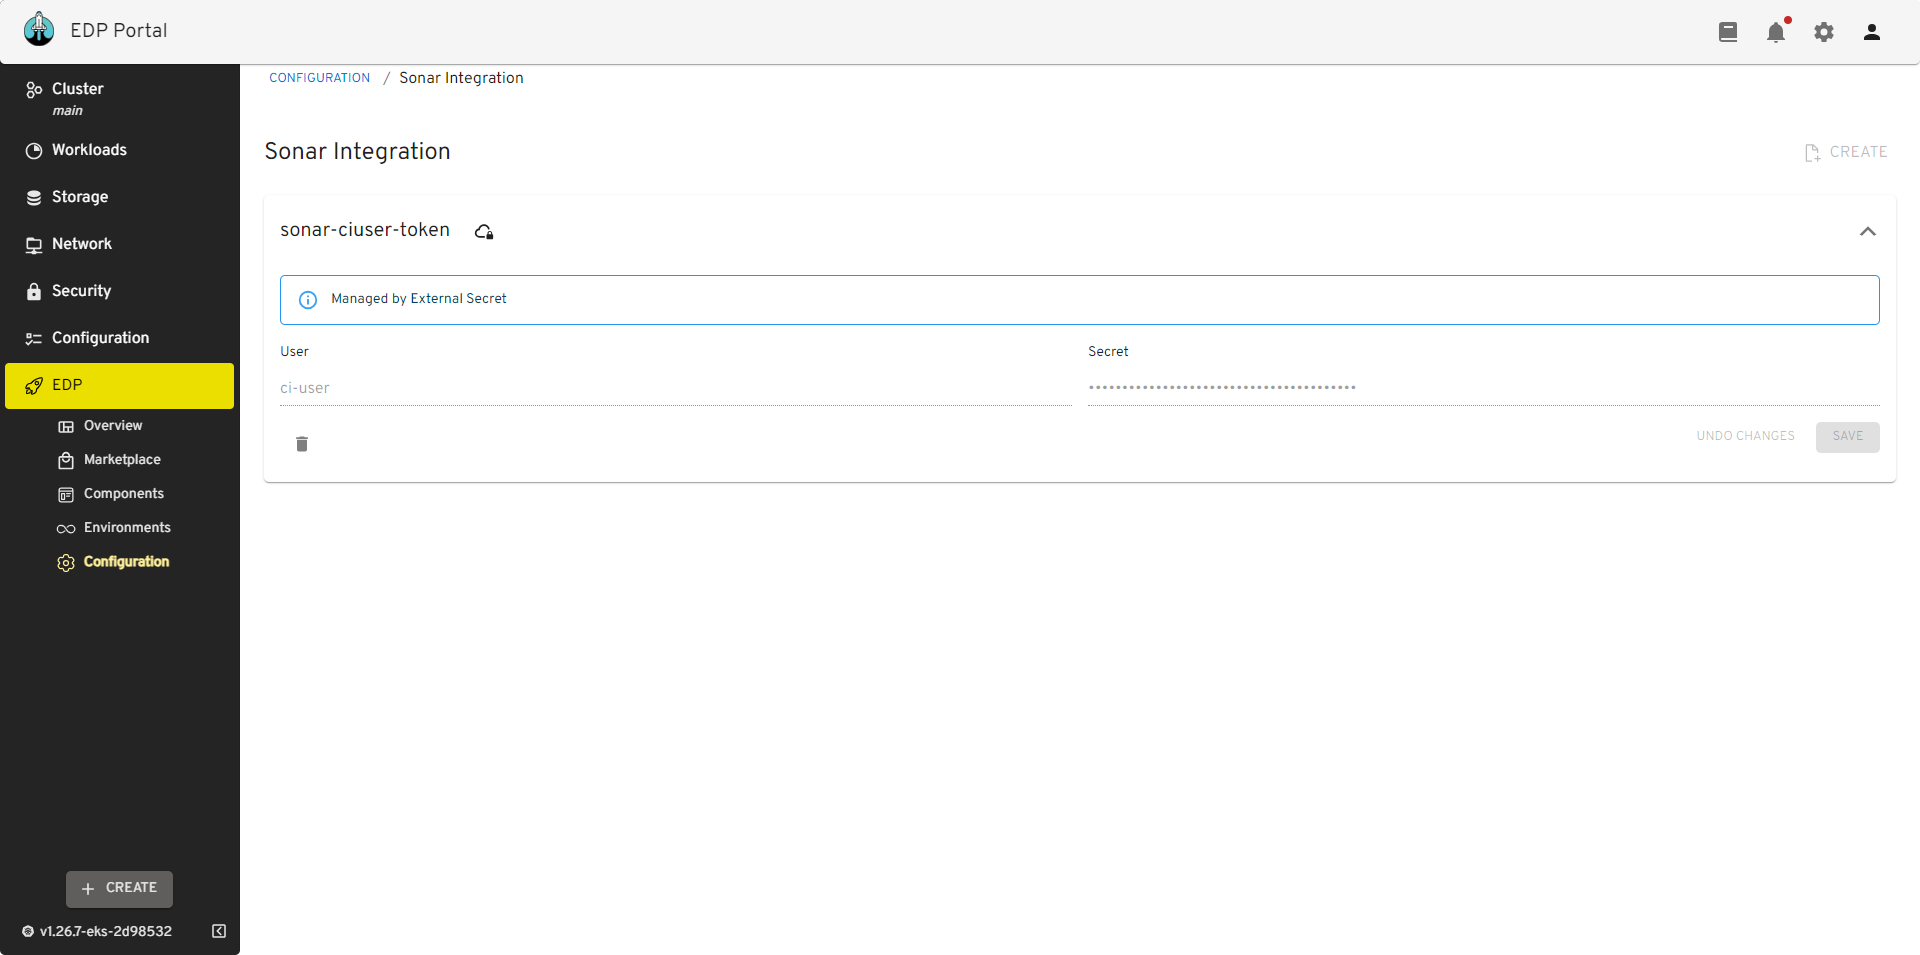 EDP Portal
CONFIGURATION / Sonar Integration
Cluster
main
Workloads
Storage
Network
Security
Configuration
EDP
Overview
Marketplace
Components
Environments
Configuration
CREATE
v1.26.7-eks-2d98532
Sonar Integration
CREATE
sonar-ciuser-token
Managed by External Secret
User
ci-user
Secret
••••••••••••••••••••••••••••••••••••••••
UNDO CHANGES
SAVE